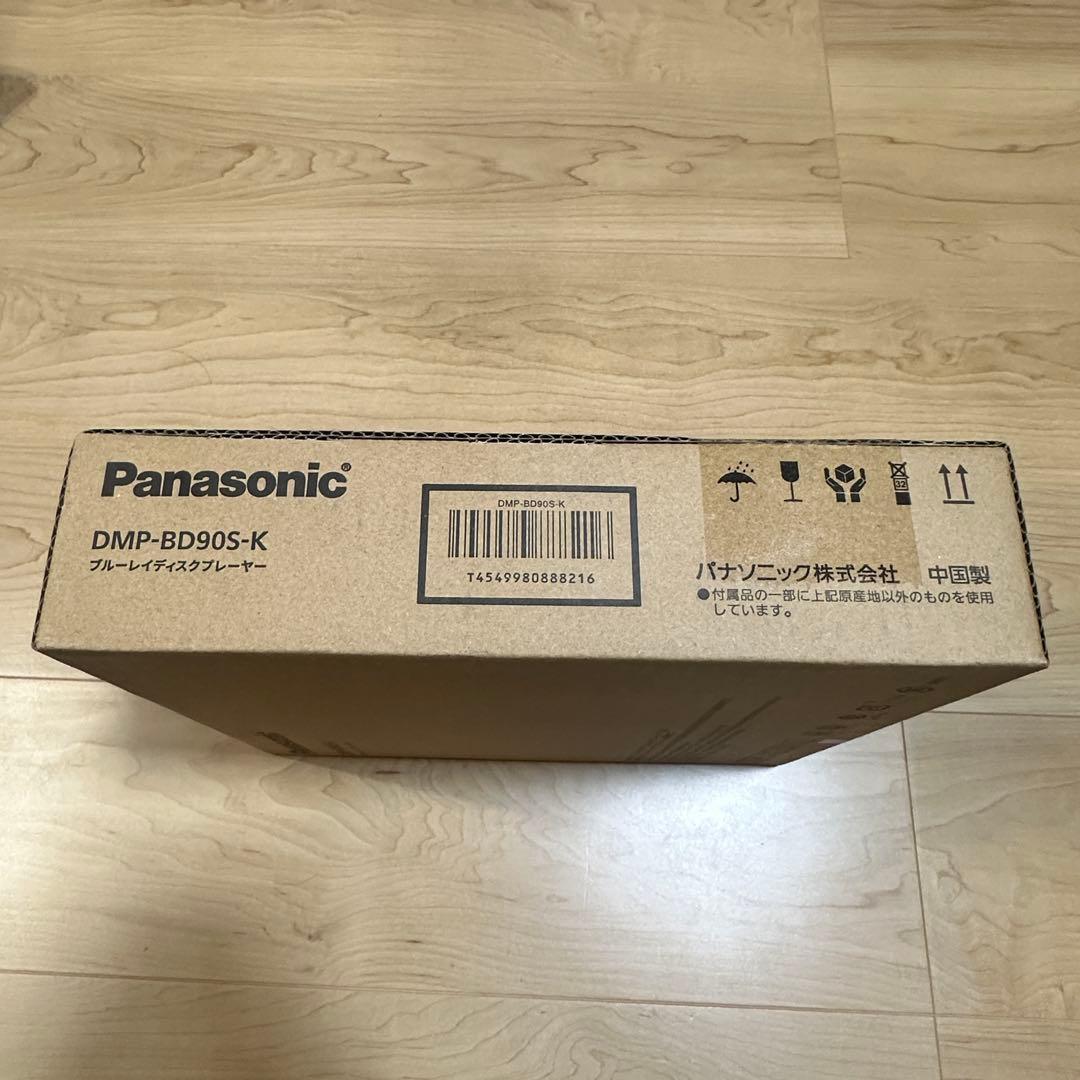 Panasonic®
DMP-BD90S-K
ブルーレイディスクプレーヤー
DMP-BD90S-K
T4549980888216
32
パナソニック株式会社 中国製
●付属品の一部に上記原産地以外のものを使用
しています。